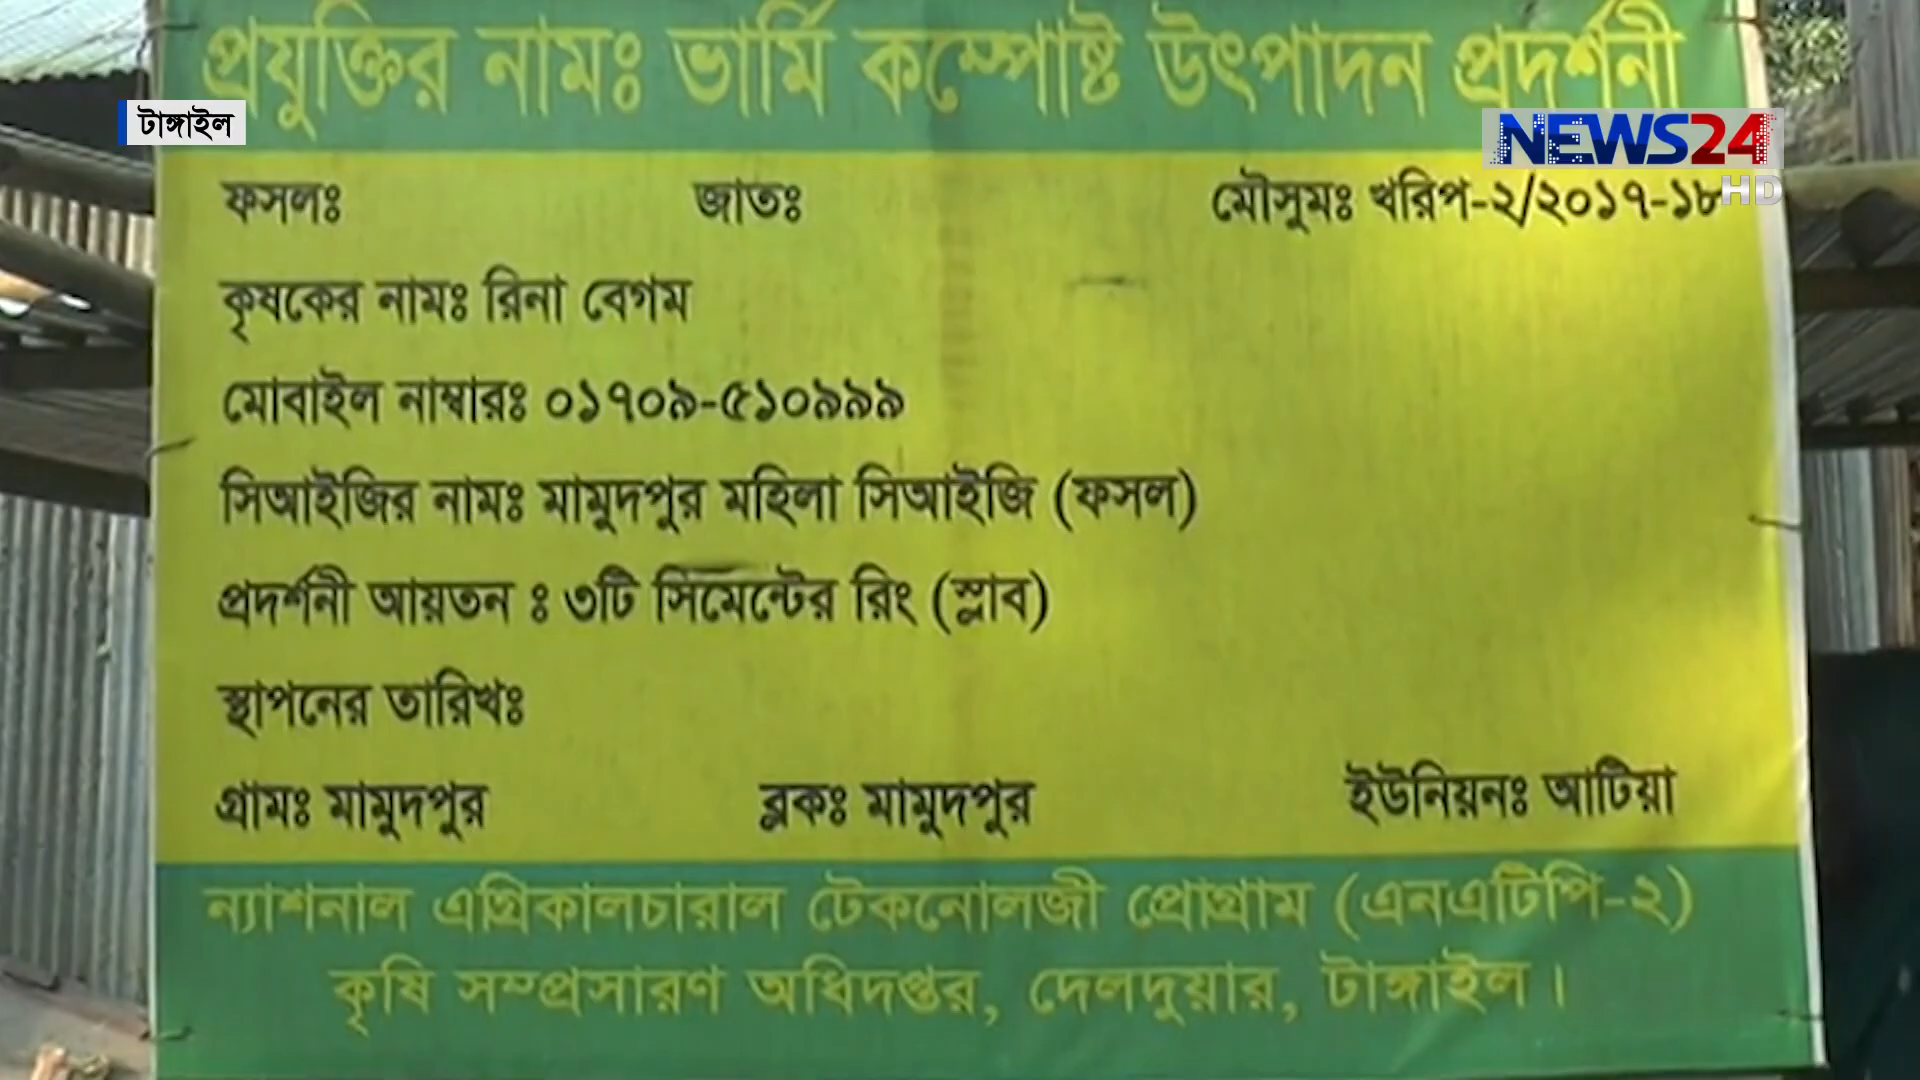 প্রযুক্তির নামঃ ভার্মি কম্পোষ্ট উৎপাদন প্রদর্শনী
টাঙ্গাইল
NEWS24
HD
ফসলঃ জাতঃ মৌসুমঃ খরিপ-২/২০১৭-১৮
কৃষকের নামঃ রিনা বেগম
মোবাইল নাম্বারঃ ০১৭০৯-৫১০৯৯৯
সিআইজির নামঃ মামুদপুর মহিলা সিআইজি (ফসল)
প্রদর্শনী আয়তন ঃ ৩টি সিমেন্টের রিং (স্লাব)
স্থাপনের তারিখঃ
গ্রামঃ মামুদপুর ব্লকঃ মামুদপুর ইউনিয়নঃ আটিয়া
ন্যাশনাল এগ্রিকালচারাল টেকনোলজী প্রোগ্রাম (এনএটিপি-২)
কৃষি সম্প্রসারণ অধিদপ্তর, দেলদুয়ার, টাঙ্গাইল।